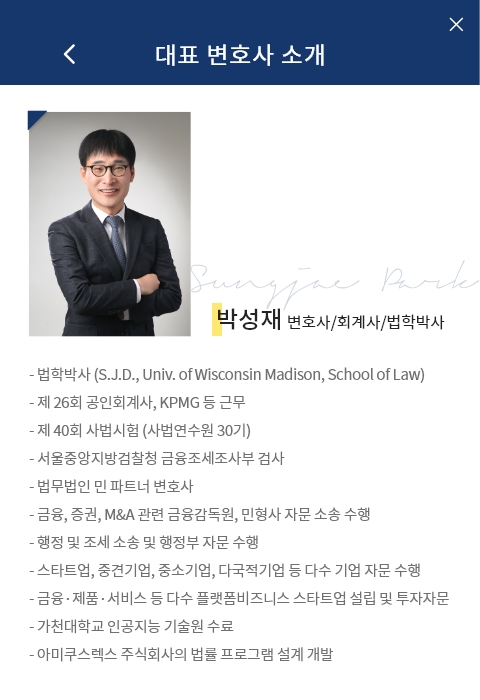 대표 변호사 소개
Sungjae Park
박성재 변호사/회계사/법학박사
- 법학박사 (S.J.D., Univ. of Wisconsin Madison, School of Law)
- 제 26회 공인회계사, KPMG 등 근무
- 제 40회 사법시험 (사법연수원 30기)
- 서울중앙지방검찰청 금융조세조사부 검사
- 법무법인 민 파트너 변호사
- 금융, 증권, M&A 관련 금융감독원, 민형사 자문 소송 수행
- 행정 및 조세 소송 및 행정부 자문 수행
- 스타트업, 중견기업, 중소기업, 다국적기업 등 다수 기업 자문 수행
- 금융·제품·서비스 등 다수 플랫폼비즈니스 스타트업 설립 및 투자자문
- 가천대학교 인공지능 기술원 수료
- 아미쿠스렉스 주식회사의 법률 프로그램 설계 개발